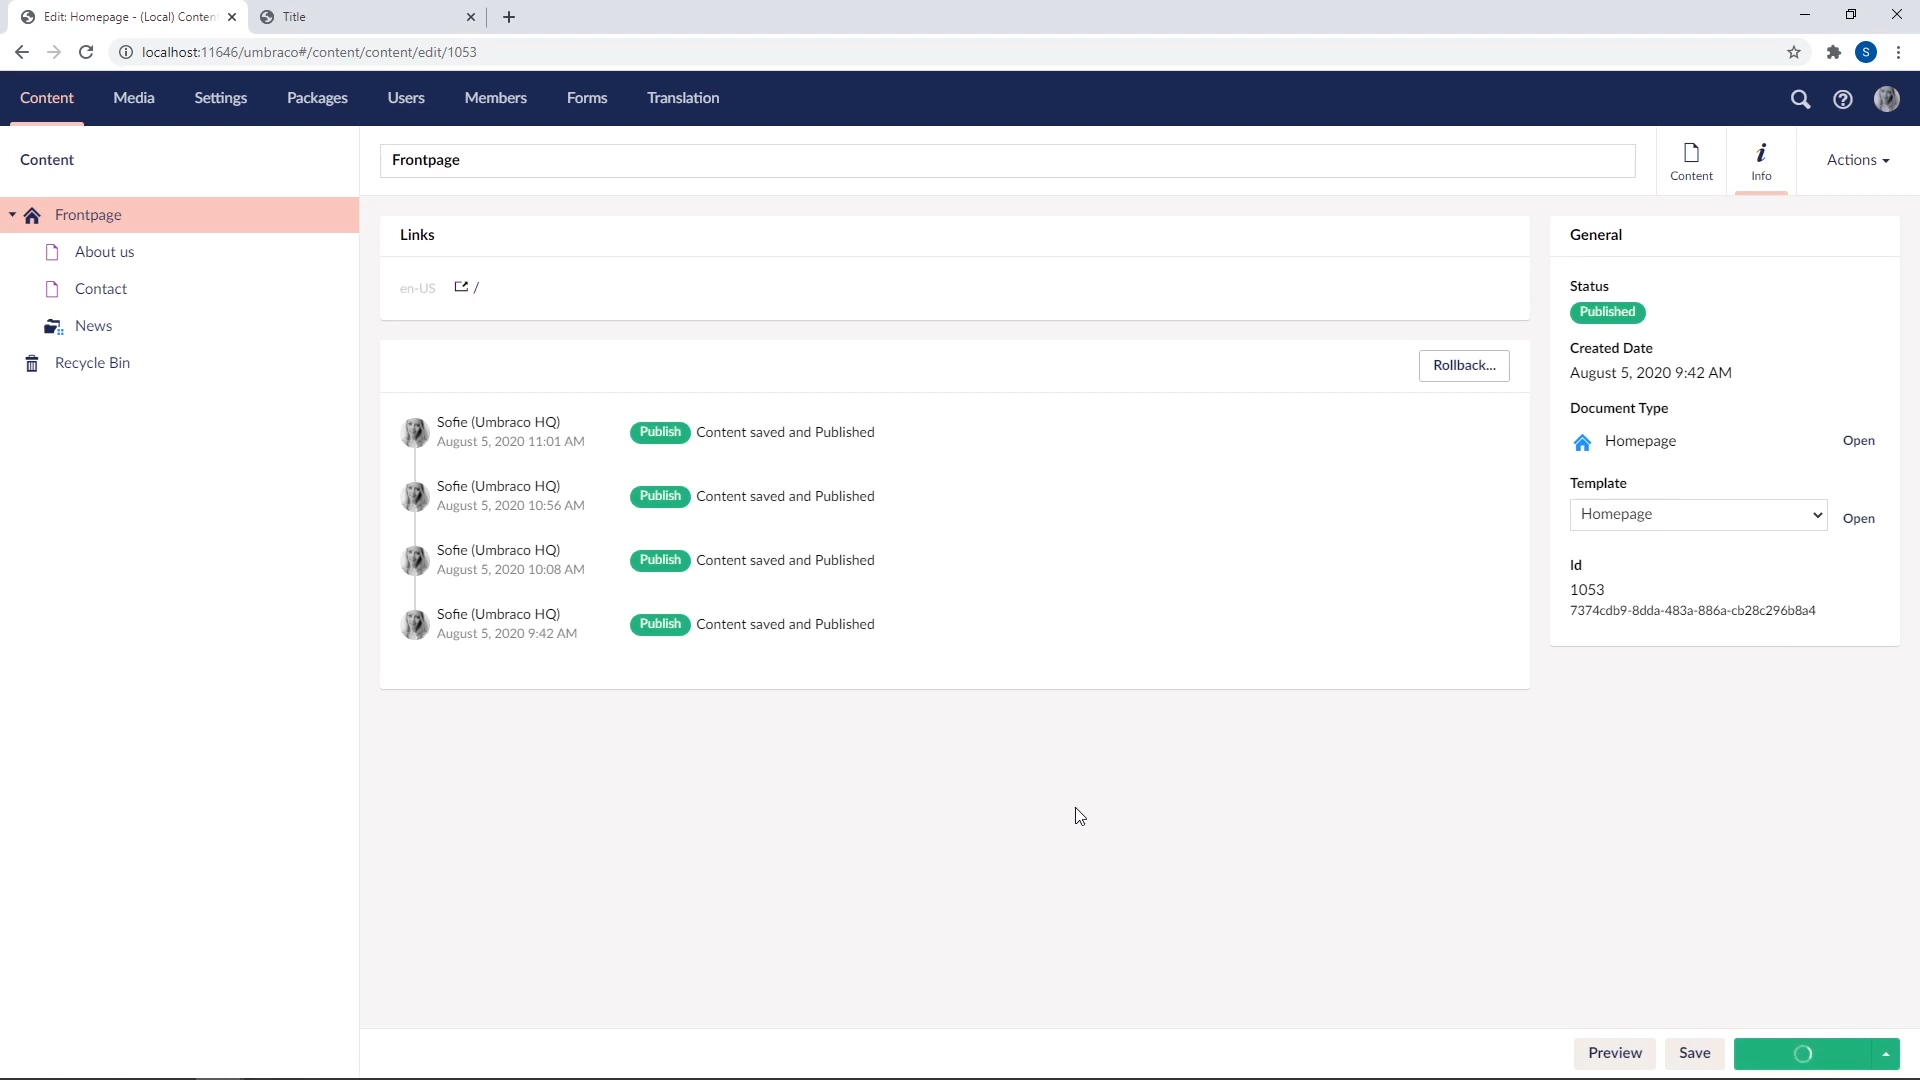 Edit: Homepage - (Local) Conten
Title
localhost:11646/umbraco#/content/content/edit/1053
S
Content
Media
Settings
Packages
Users
Members
Forms
Translation
Content
Frontpage
About us
Contact
News
Recycle Bin
Frontpage
Content
Info
Actions
Links
en-US
/
Rollback...
Sofie (Umbraco HQ)
August 5, 2020 11:01 AM
Publish Content saved and Published
Sofie (Umbraco HQ)
August 5, 2020 10:56 AM
Publish Content saved and Published
Sofie (Umbraco HQ)
August 5, 2020 10:08 AM
Publish Content saved and Published
Sofie (Umbraco HQ)
August 5, 2020 9:42 AM
Publish Content saved and Published
General
Status
Published
Created Date
August 5, 2020 9:42 AM
Document Type
Homepage Open
Template
Homepage Open
Id
1053
7374cdb9-8dda-483a-886a-cb28c296b8a4
Preview
Save